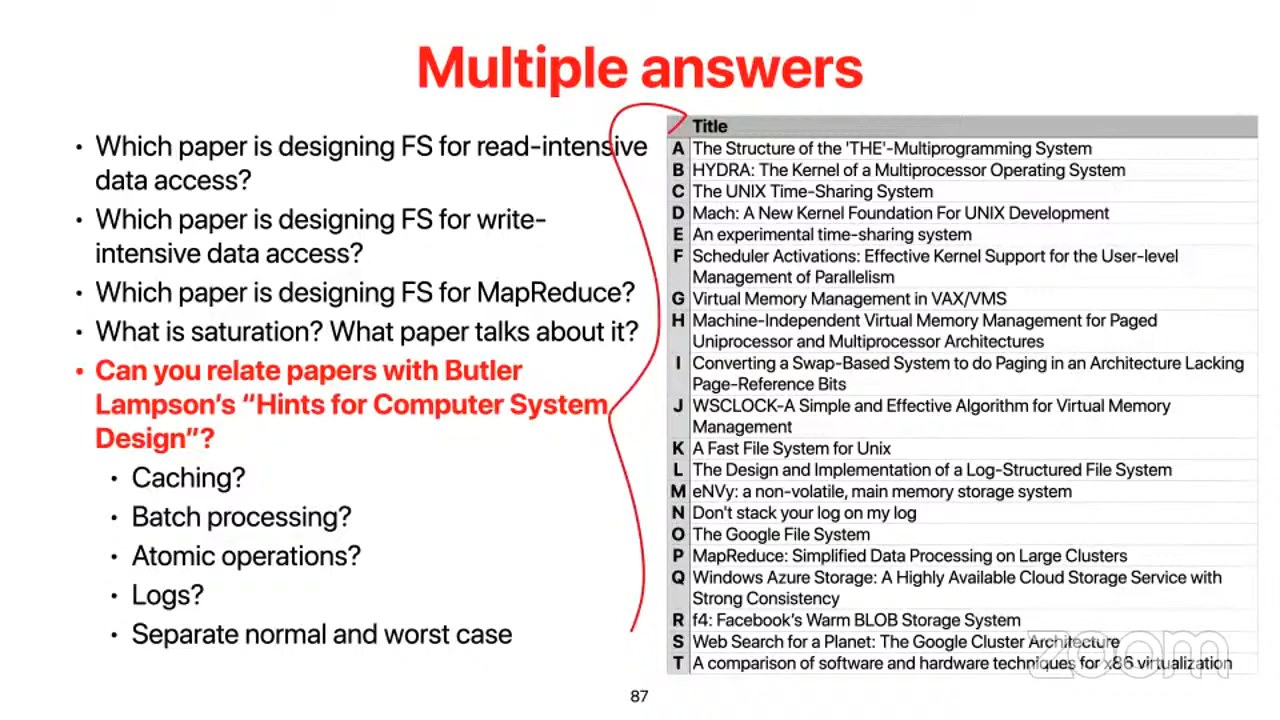 Multiple answers
• Which paper is designing FS for read-intensive
data access?
• Which paper is designing FS for write-
intensive data access?
• Which paper is designing FS for MapReduce?
• What is saturation? What paper talks about it?
• Can you relate papers with Butler
Lampson's “Hints for Computer System
Design”?
• Caching?
• Batch processing?
• Atomic operations?
• Logs?
• Separate normal and worst case
Title
A The Structure of the 'THE'-Multiprogramming System
B HYDRA: The Kernel of a Multiprocessor Operating System
C The UNIX Time-Sharing System
D Mach: A New Kernel Foundation For UNIX Development
E An experimental time-sharing system
F Scheduler Activations: Effective Kernel Support for the User-level
Management of Parallelism
G Virtual Memory Management in VAX/VMS
H Machine-Independent Virtual Memory Management for Paged
Uniprocessor and Multiprocessor Architectures
I Converting a Swap-Based System to do Paging in an Architecture Lacking
Page-Reference Bits
J WSCLOCK-A Simple and Effective Algorithm for Virtual Memory
Management
K A Fast File System for Unix
L The Design and Implementation of a Log-Structured File System
M eNVy: a non-volatile, main memory storage system
N Don't stack your log on my log
O The Google File System
P MapReduce: Simplified Data Processing on Large Clusters
Q Windows Azure Storage: A Highly Available Cloud Storage Service with
Strong Consistency
R f4: Facebook's Warm BLOB Storage System
S Web Search for a Planet: The Google Cluster Architecture
T A comparison of software and hardware techniques for x86 virtualization
zoom
87